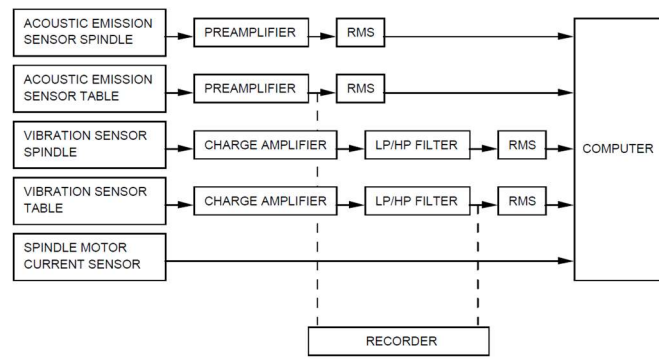 ACOUSTIC EMISSION
SENSOR SPINDLE
PREAMPLIFIER
RMS
ACOUSTIC EMISSION
SENSOR TABLE
PREAMPLIFIER
RMS
VIBRATION SENSOR
SPINDLE
CHARGE AMPLIFIER
LP/HP FILTER
RMS
COMPUTER
VIBRATION SENSOR
TABLE
CHARGE AMPLIFIER
LP/HP FILTER
RMS
SPINDLE MOTOR
CURRENT SENSOR
RECORDER